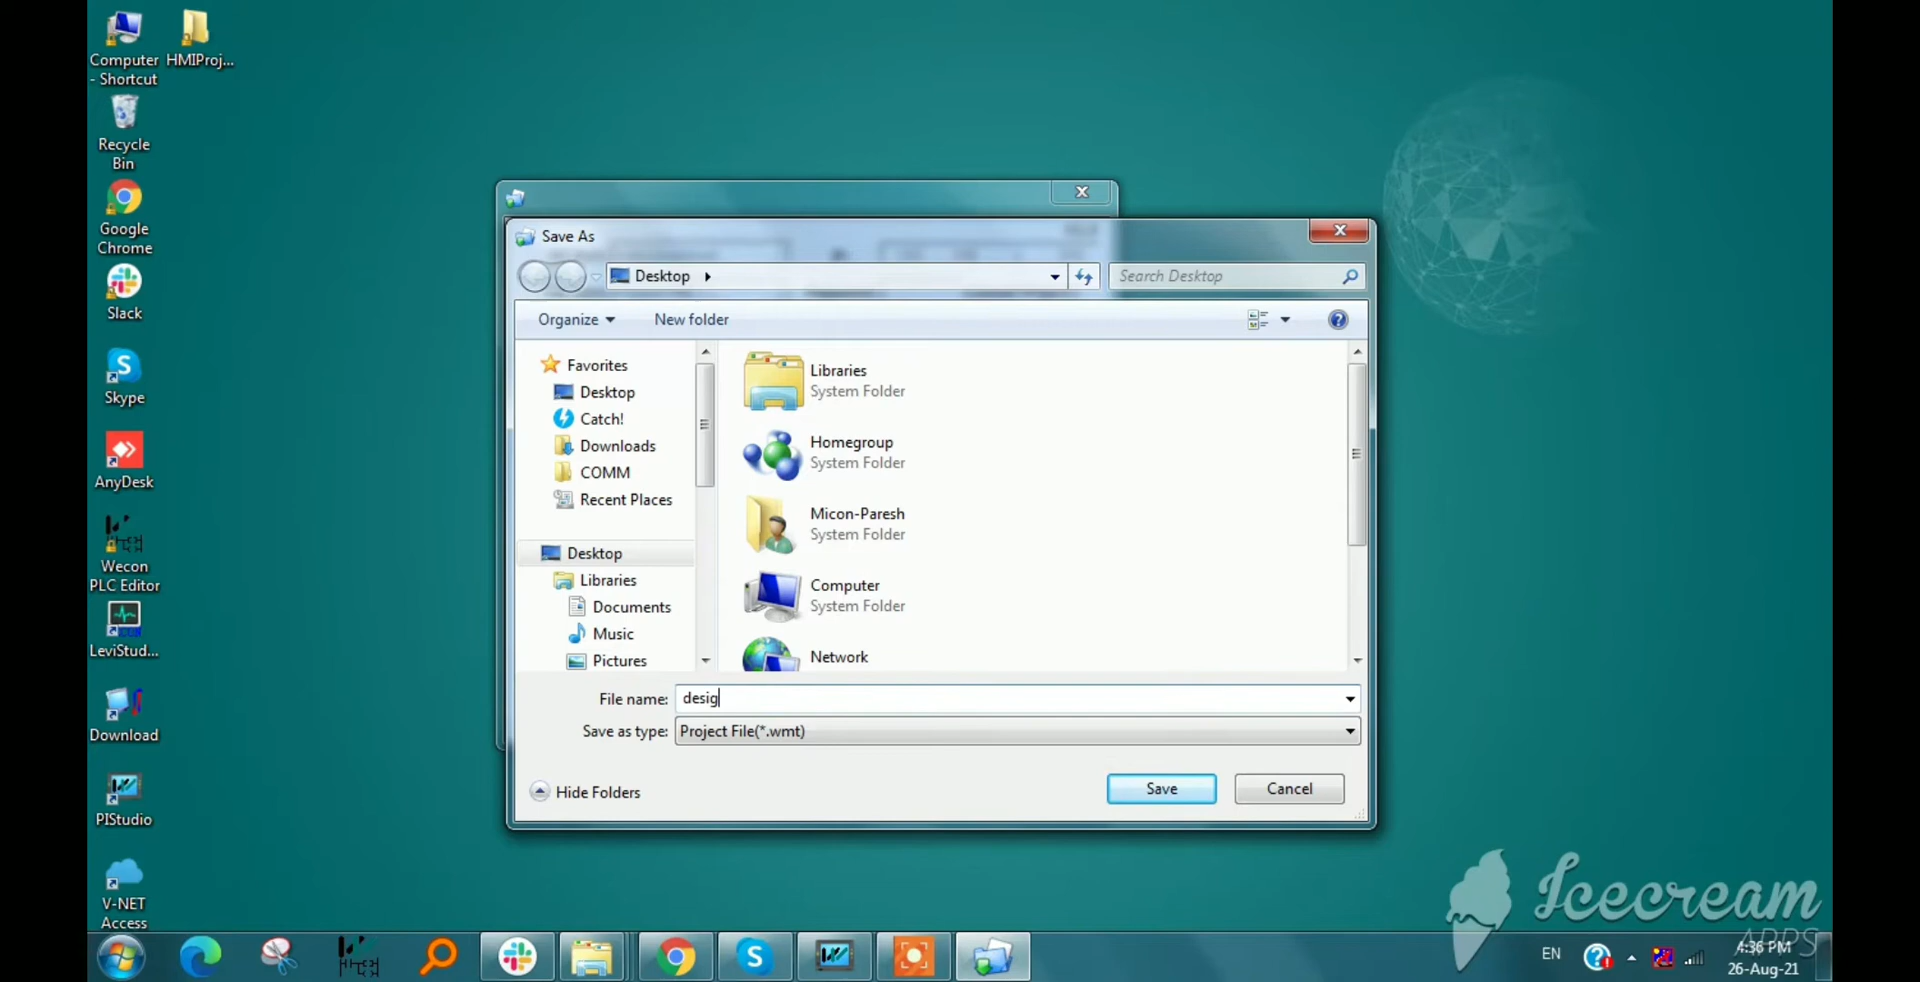 Computer
- Shortcut
HMIProj...
Recycle
Bin
Google
Chrome
Slack
Skype
AnyDesk
Wecon
PLC Editor
LeviStud...
Download
PIStudio
V-NET
Access
Save As
Desktop
Search Desktop
Organize
New folder
Favorites
Desktop
Catch!
Downloads
COMM
Recent Places
Desktop
Libraries
Documents
Music
Pictures
Libraries
System Folder
Homegroup
System Folder
Micon-Paresh
System Folder
Computer
System Folder
Network
File name: desig
Save as type: Project File(*.wmt)
Hide Folders
Save
Cancel
Icecream
APPS
EN
4:36 PM
26-Aug-21